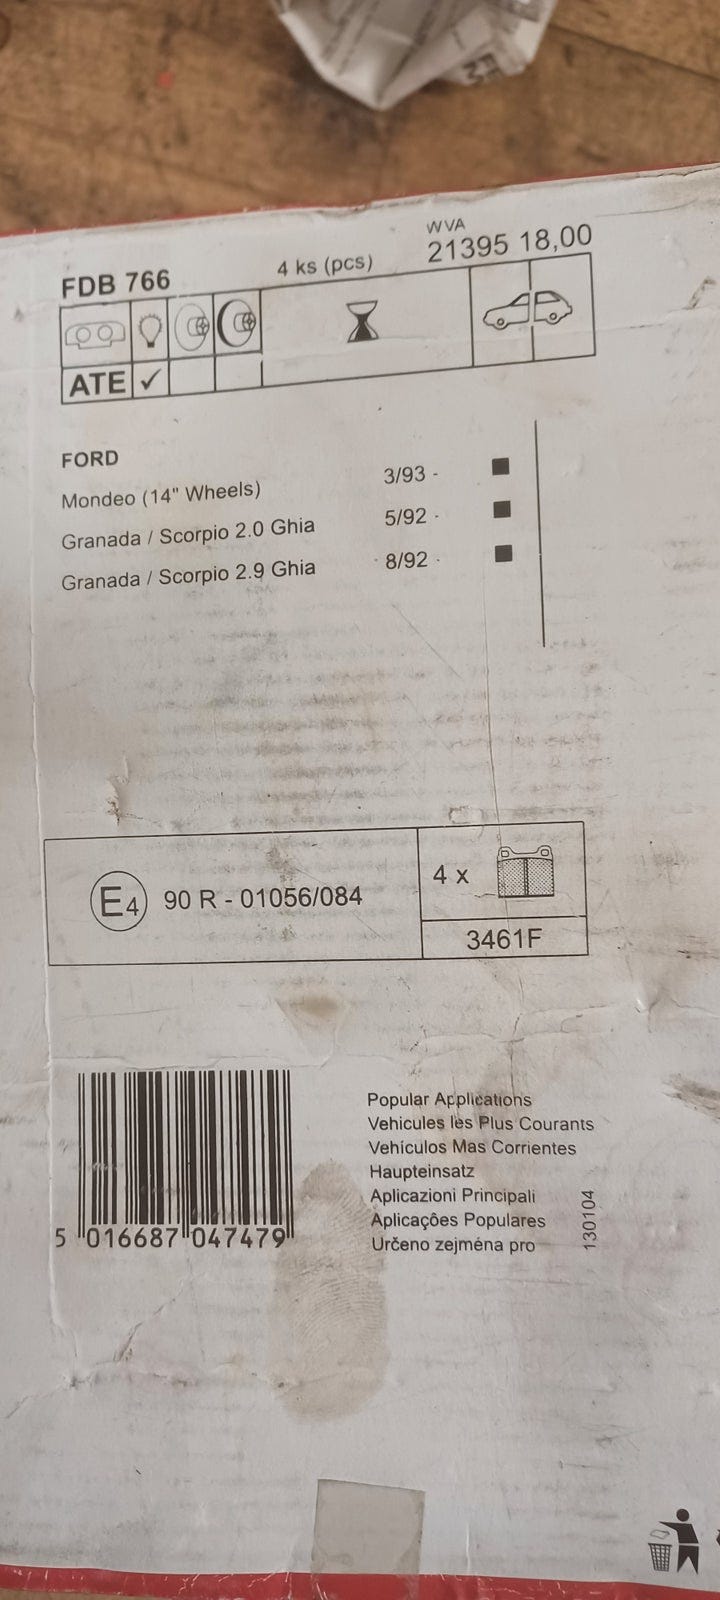 WVA
FDB 766 4 ks (pcs) 21395 18,00
ATE ✓
FORD
Mondeo (14" Wheels) 3/93 -
Granada / Scorpio 2.0 Ghia 5/92 -
Granada / Scorpio 2.9 Ghia 8/92 -
E4 90 R - 01056/084
4 x
3461F
Popular Applications
Vehicules les Plus Courants
Vehículos Mas Corrientes
Haupteinsatz
Aplicazioni Principali
Aplicações Populares
Určeno zejména pro
130104
5 016687 047479